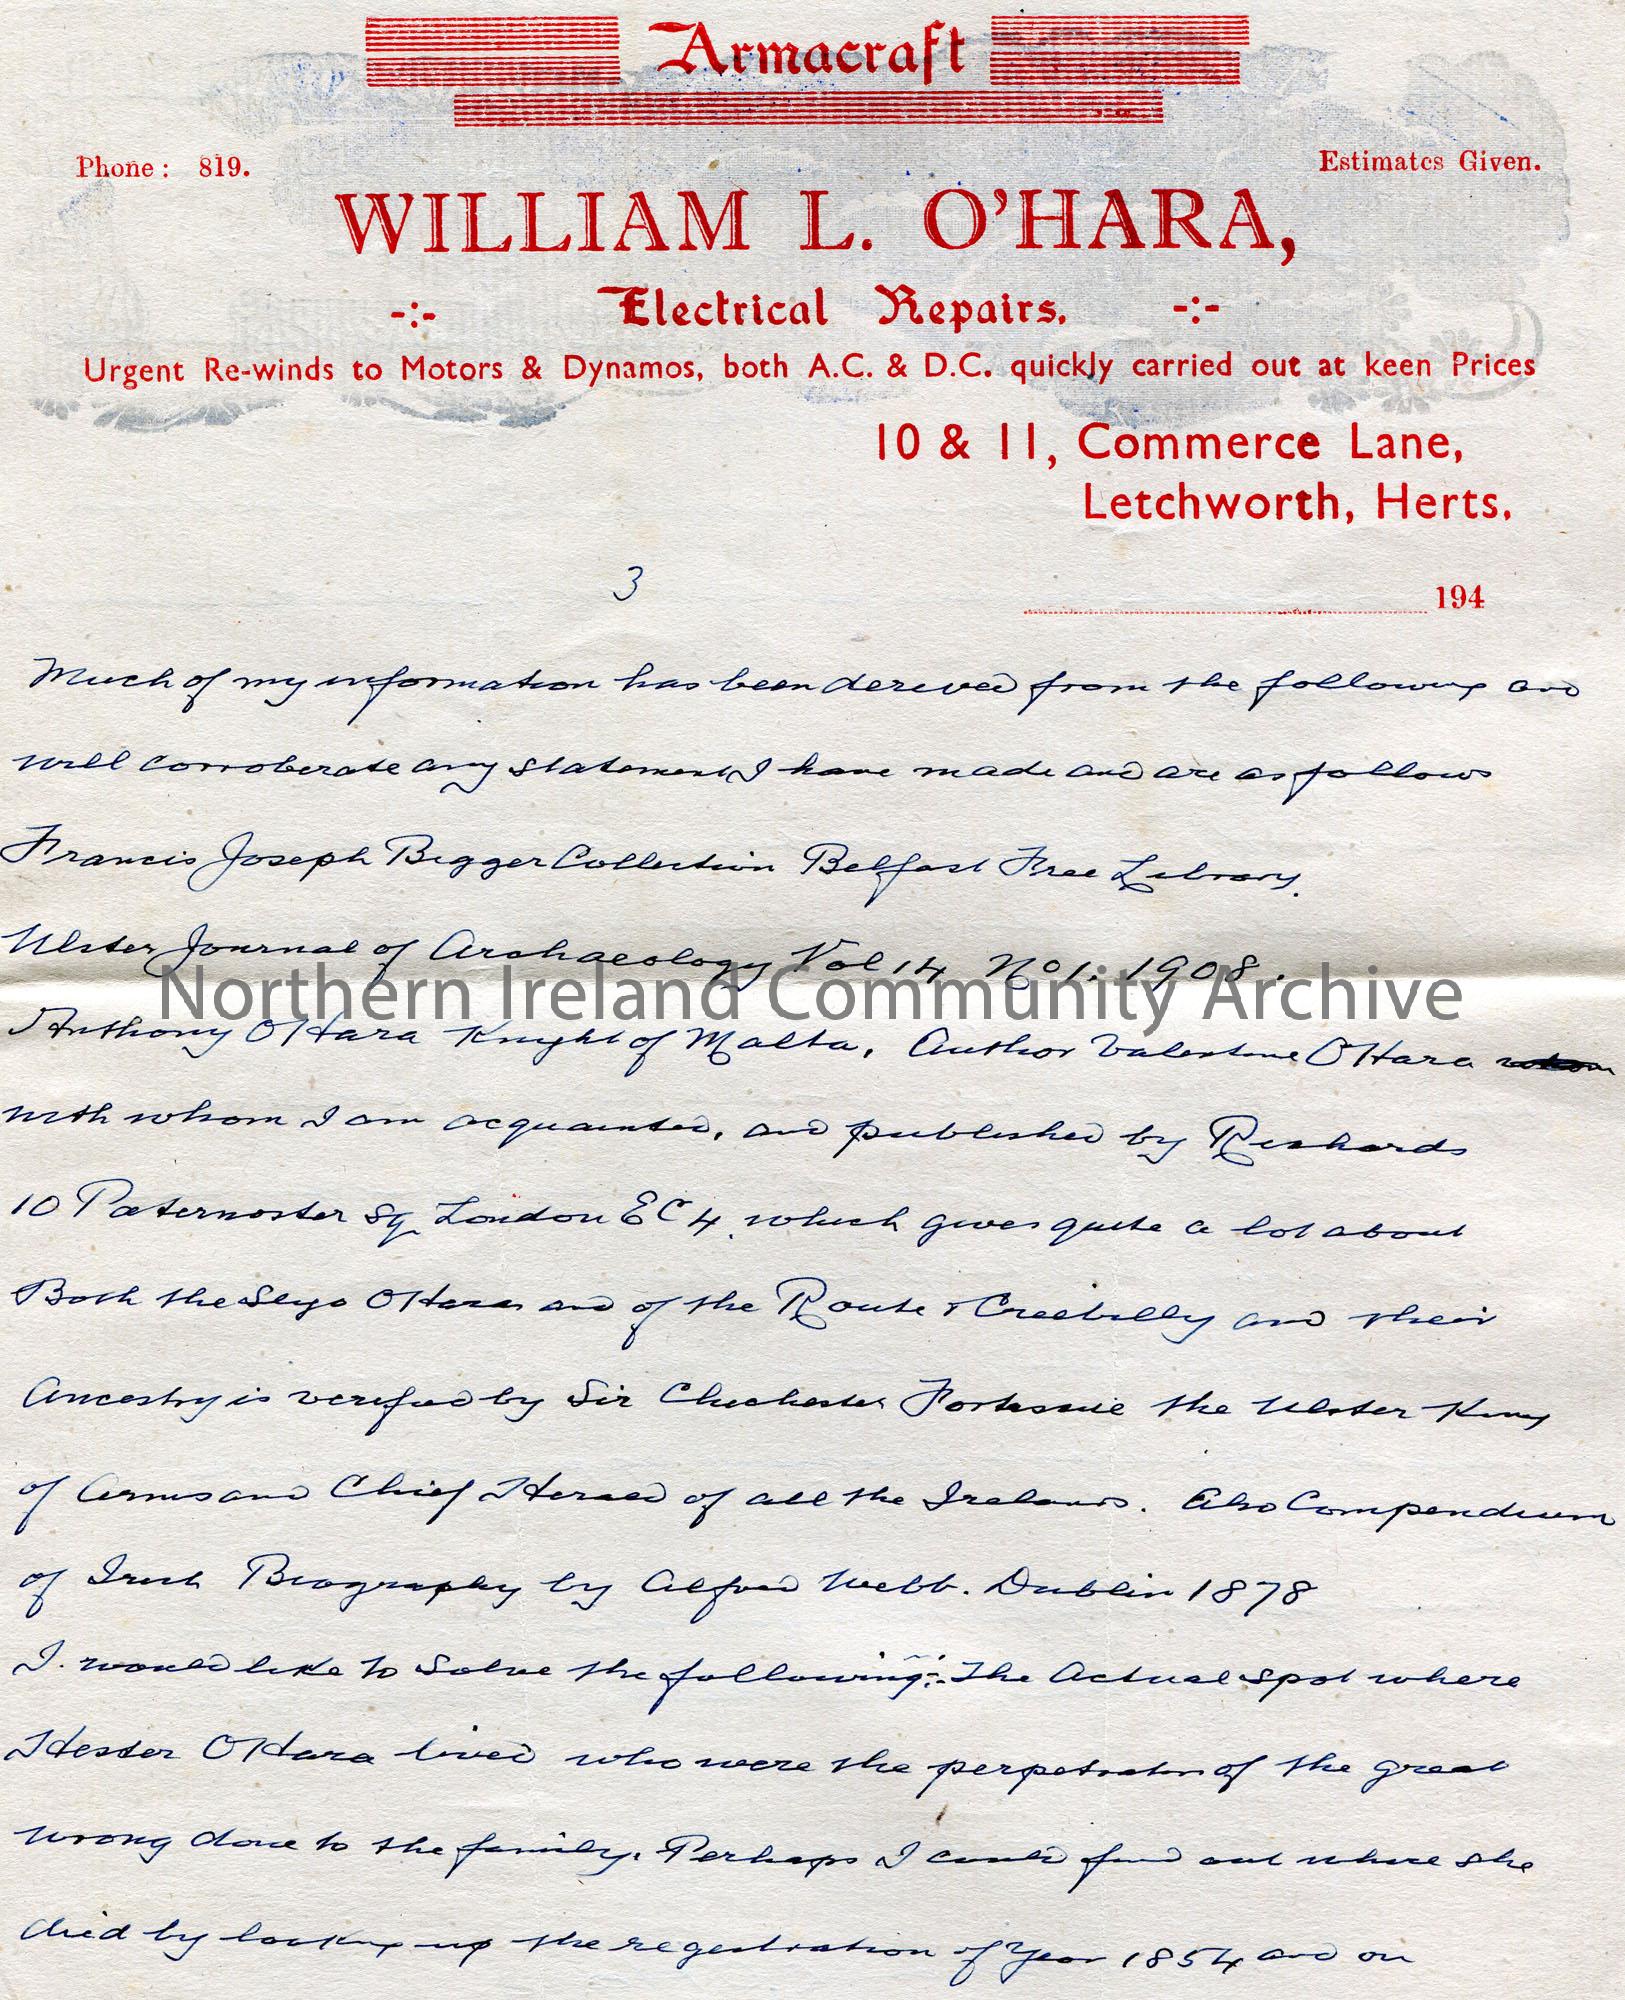 Armacraft
Phone : 819.
Estimates Given.
WILLIAM L. O'HARA,
-:- Electrical Repairs. -:-
Urgent Re-winds to Motors & Dynamos, both A.C. & D.C. quickly carried out at keen Prices
10 & 11, Commerce Lane,
Letchworth, Herts.
3
194
Much of my information has been derived from the following and
will corroberate any statement I have made and are as follows
Francis Joseph Bigger Collection Belfast Free Library.
Ulster Journal of Archaeology Vol 14 No 1. 1908.
Northern Ireland Community Archive
Anthony O'Hara Knight of Malta. Author Valentine O'Hara
with whom I am acquainted, and published by Richards
10 Paternoster Sq London EC 4. which gives quite a lot about
Both the Sligo O'Haras and of the Route & Creebilly and their
Ancestry is verified by Sir Chichester Fortescue the Ulster King
of Arms and Chief Herald of all the Irelands. Also Compendium
of Irish Biography by Alfred Webb. Dublin 1878
I. would like to solve the following:- The Actual spot where
Hester O'Hara lived who were the perpetrators of the great
wrong done to the family. Perhaps I could find out where she
died by looking up the regestration of Year 1854 and on